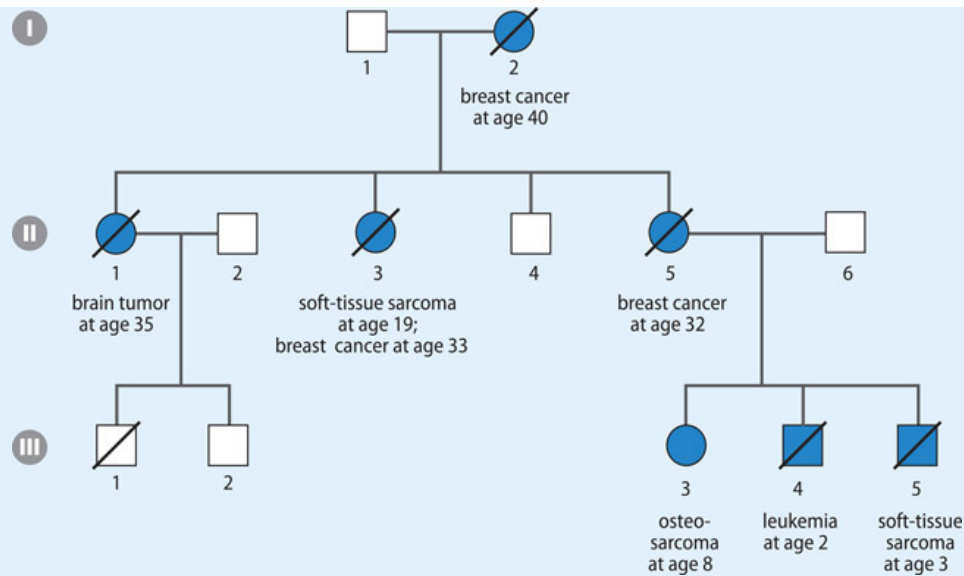 I
1
2
breast cancer
at age 40
II
1
2
3
4
5
6
brain tumor
at age 35
soft-tissue sarcoma
at age 19;
breast cancer at age 33
breast cancer
at age 32
III
1
2
3
4
5
osteo-
sarcoma
at age 8
leukemia
at age 2
soft-tissue
sarcoma
at age 3